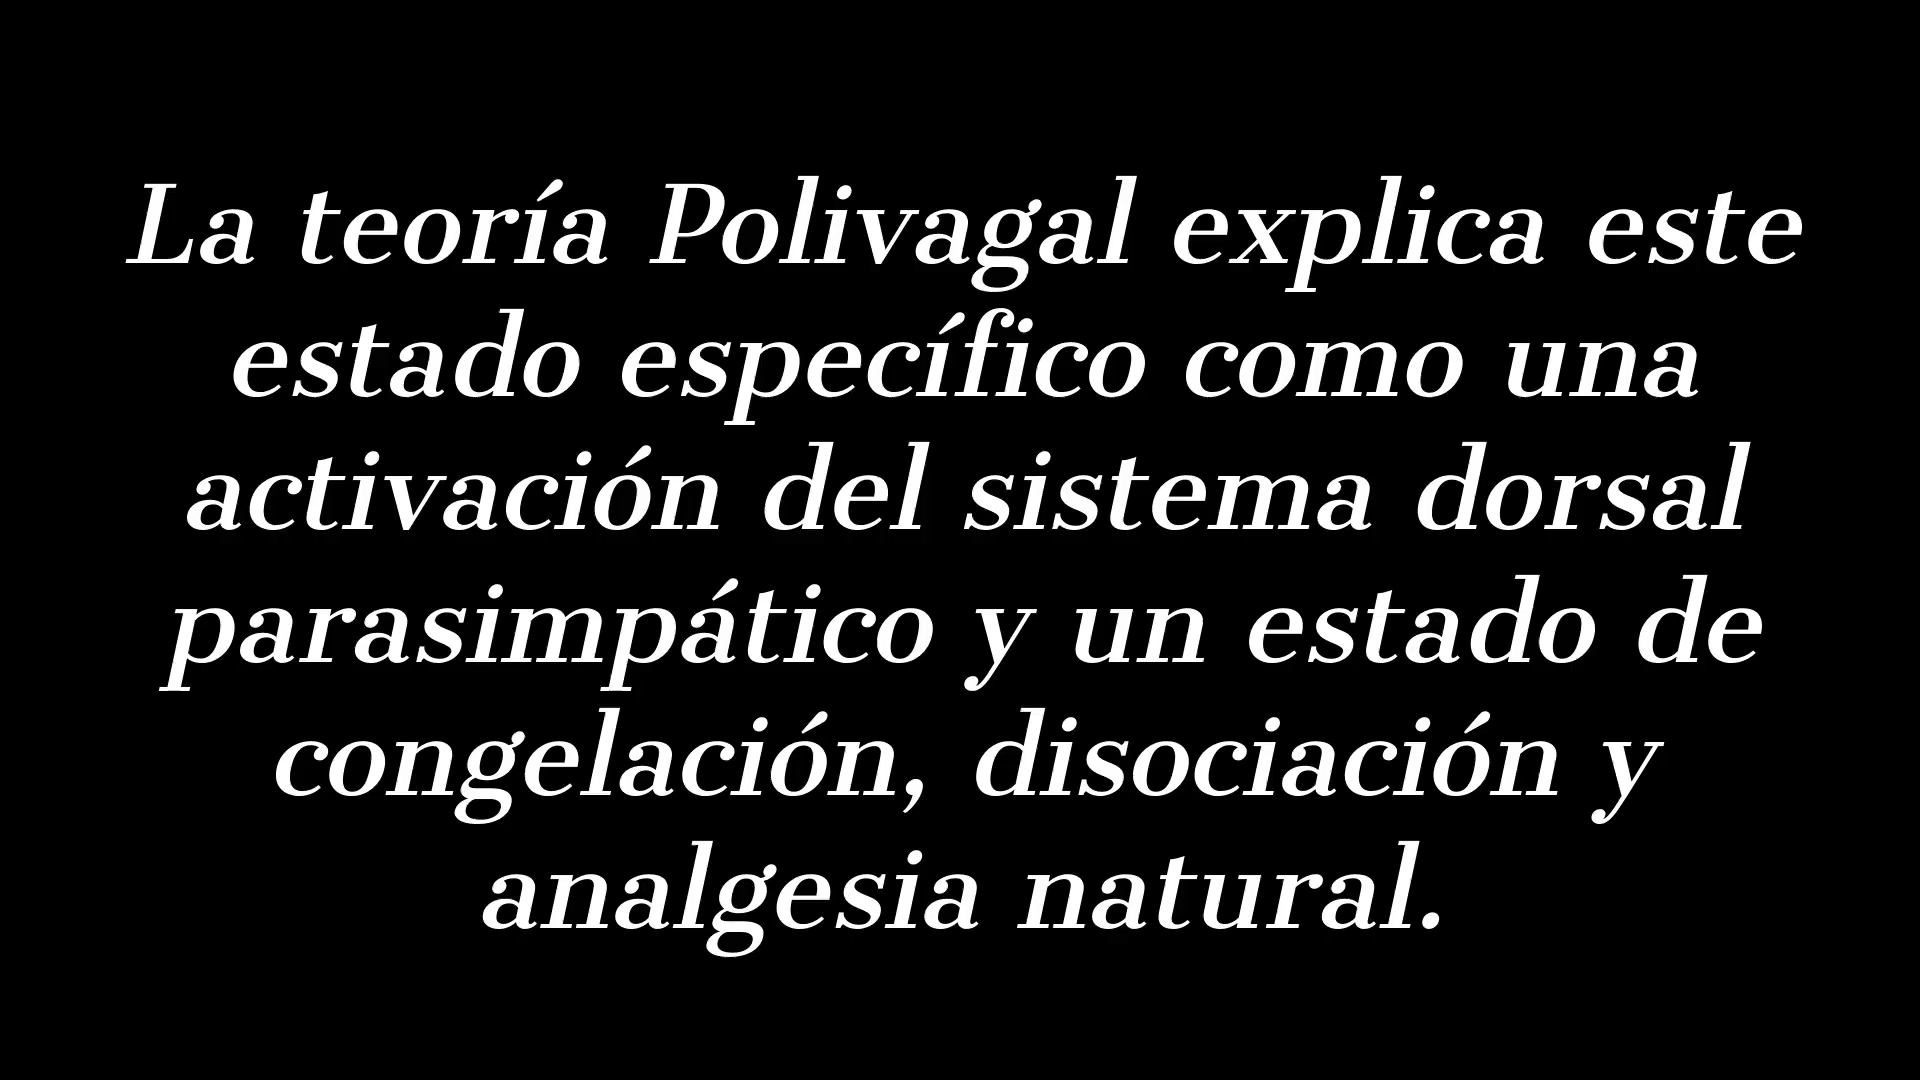 La teoría Polivagal explica este
estado específico como una
activación del sistema dorsal
parasimpático y un estado de
congelación, disociación y
analgesia natural.